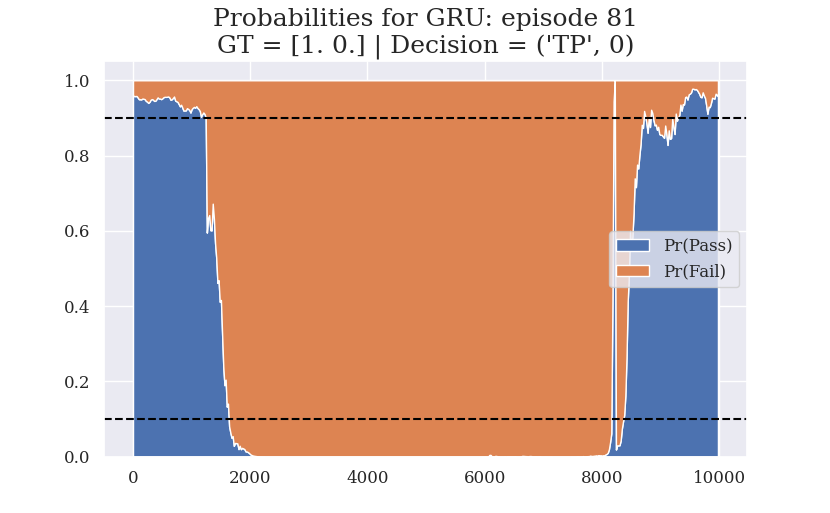 Probabilities for GRU: episode 81
GT = [1. 0.] | Decision = ('TP', 0)
1.0
0.8
0.6
0.4
0.2
0.0
Pr(Pass)
Pr(Fail)
0 2000 4000 6000 8000 10000